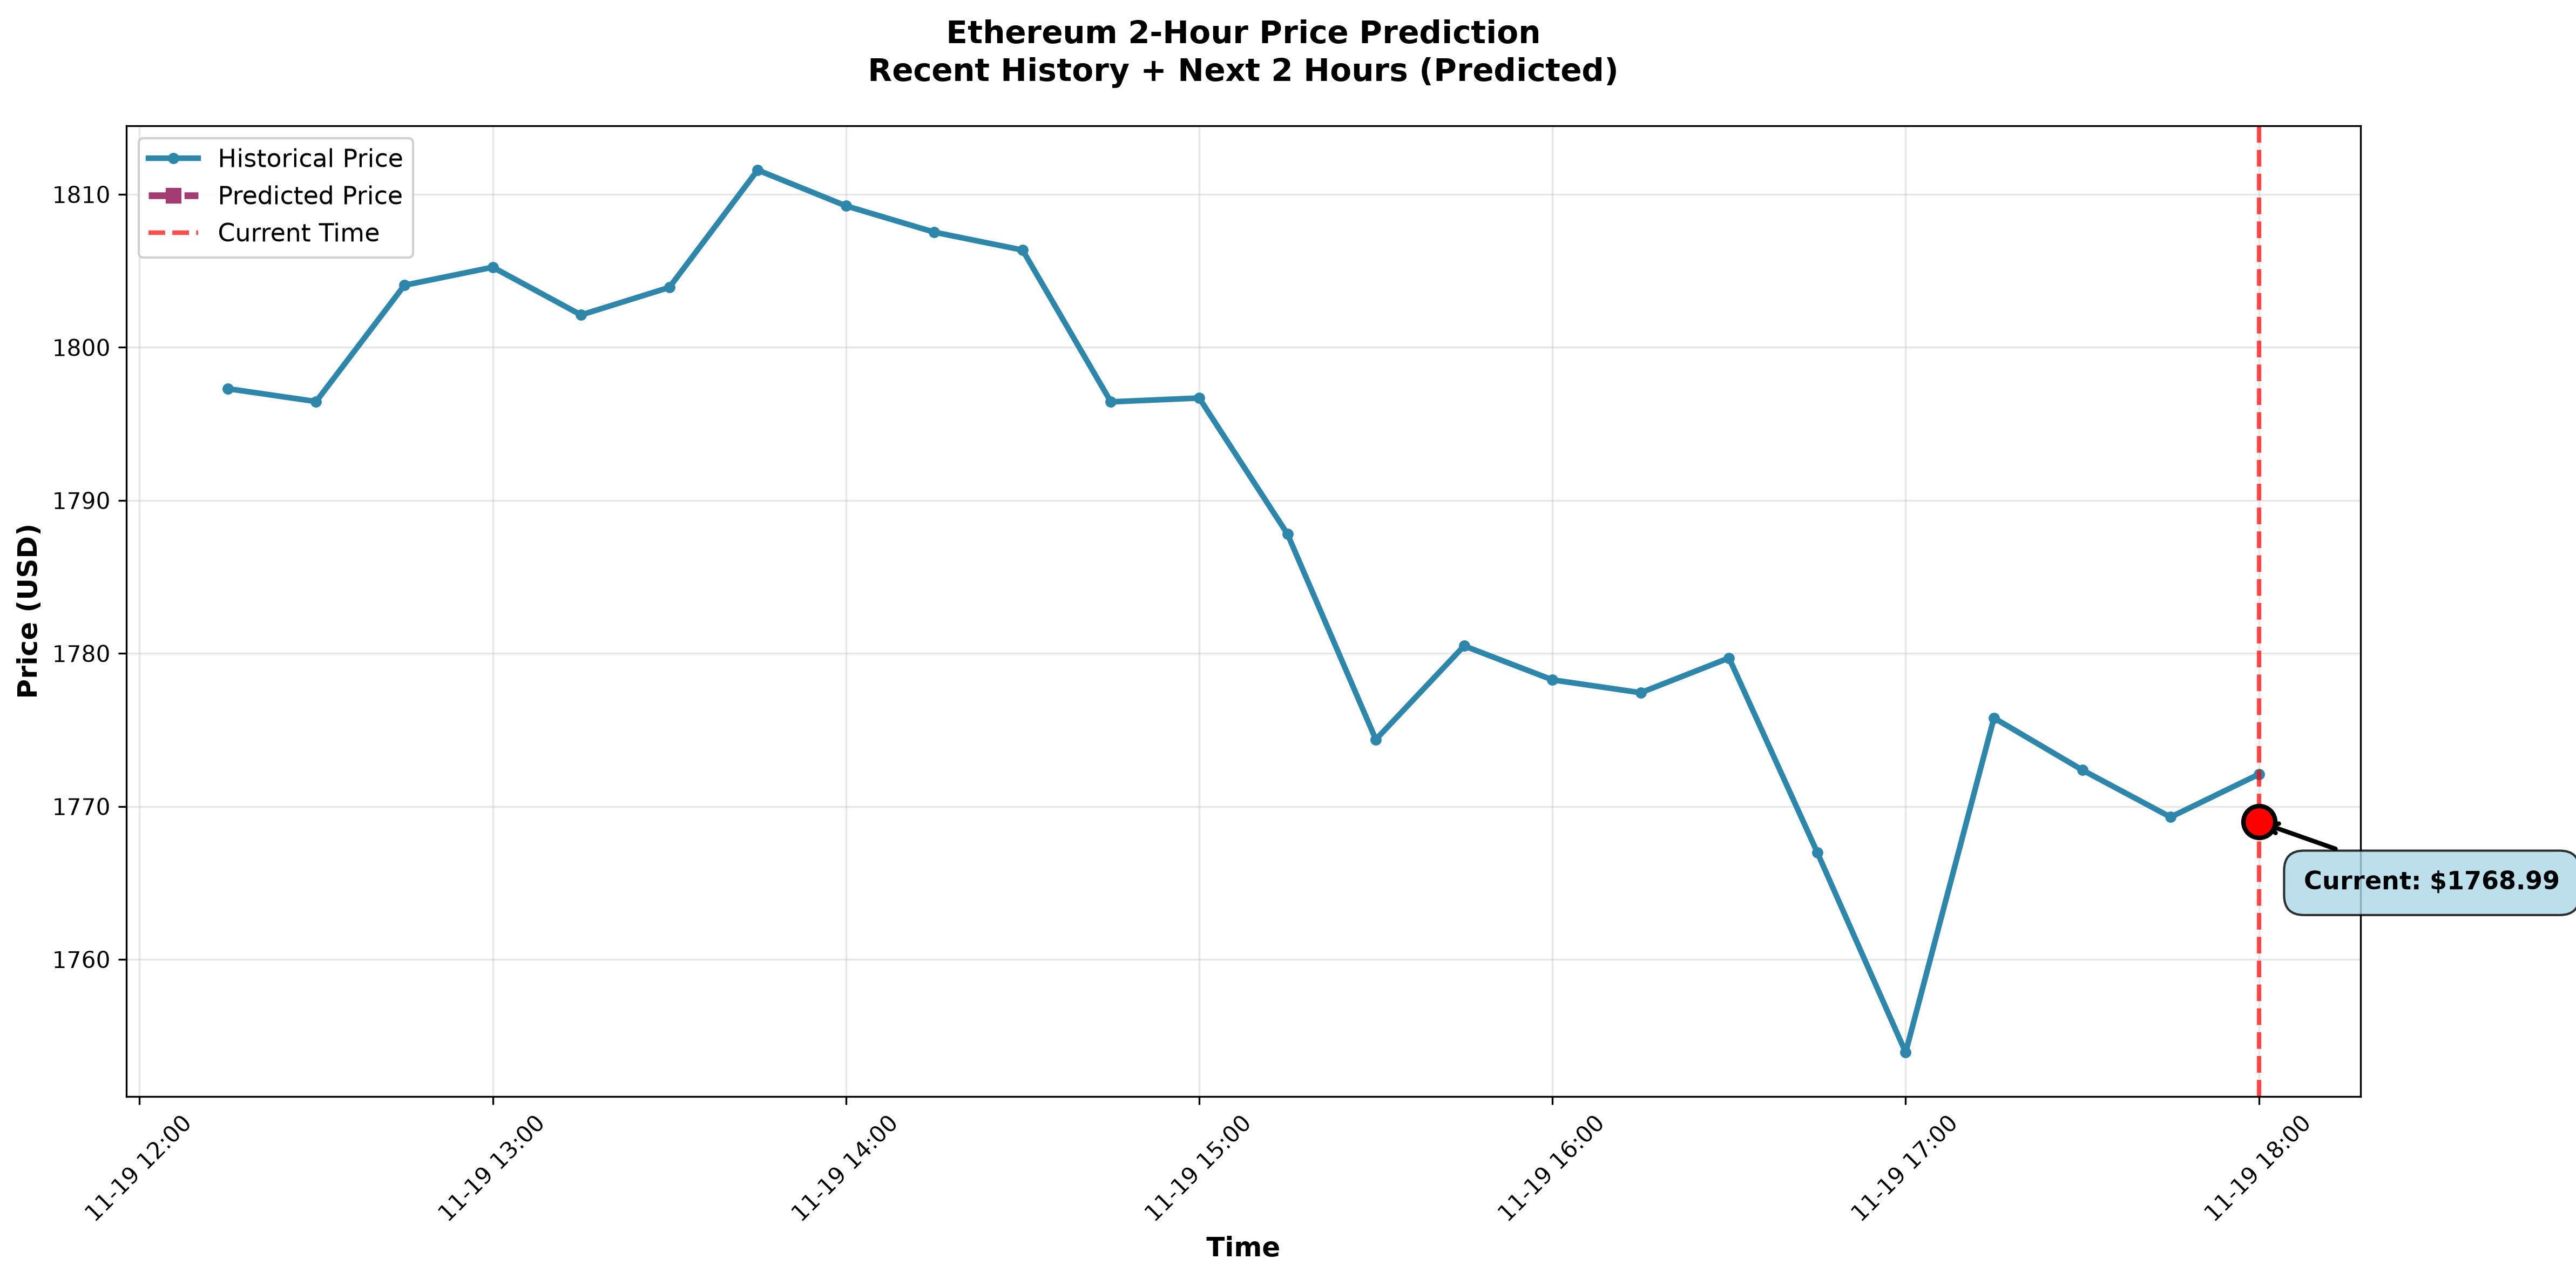 Ethereum 2-Hour Price Prediction
Recent History + Next 2 Hours (Predicted)
Historical Price
Predicted Price
Current Time
Price (USD)
1810
1800
1790
1780
1770
1760
Current: $1768.99
11-19 12:00
11-19 13:00
11-19 14:00
11-19 15:00
11-19 16:00
11-19 17:00
11-19 18:00
Time